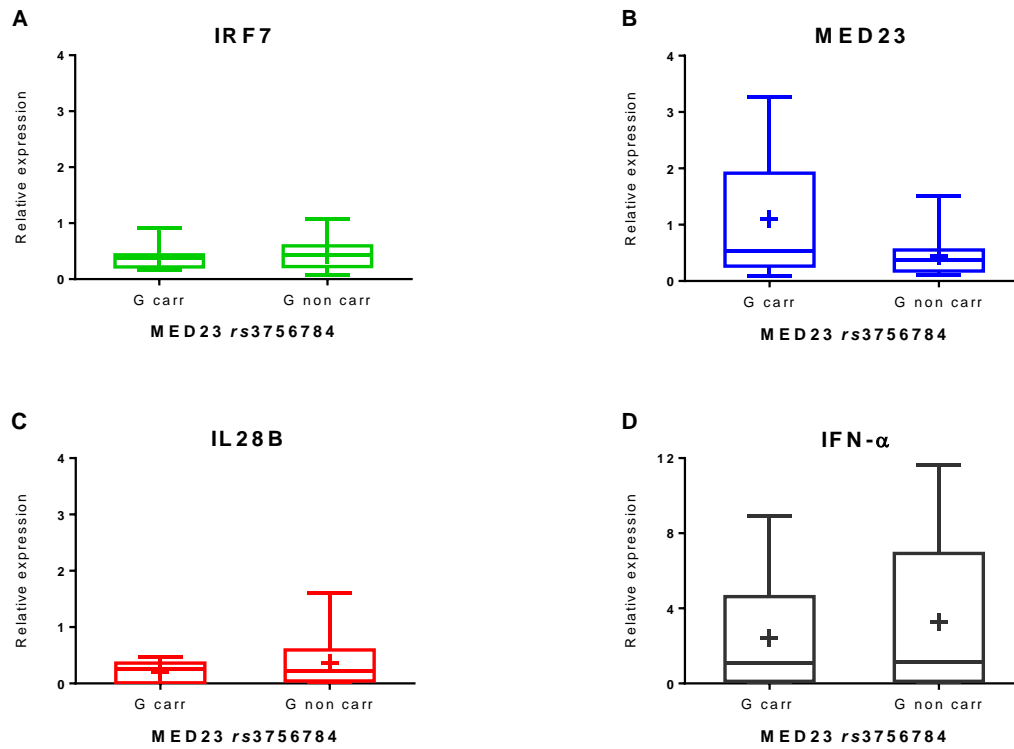 A
IRF7
Relative expression
4
3
2
1
0
G carr
G non carr
MED23 rs3756784
B
MED23
Relative expression
4
3
2
1
0
G carr
G non carr
MED23 rs3756784
C
IL28B
Relative expression
4
3
2
1
0
G carr
G non carr
MED23 rs3756784
D
IFN-α
Relative expression
12
8
4
0
G carr
G non carr
MED23 rs3756784